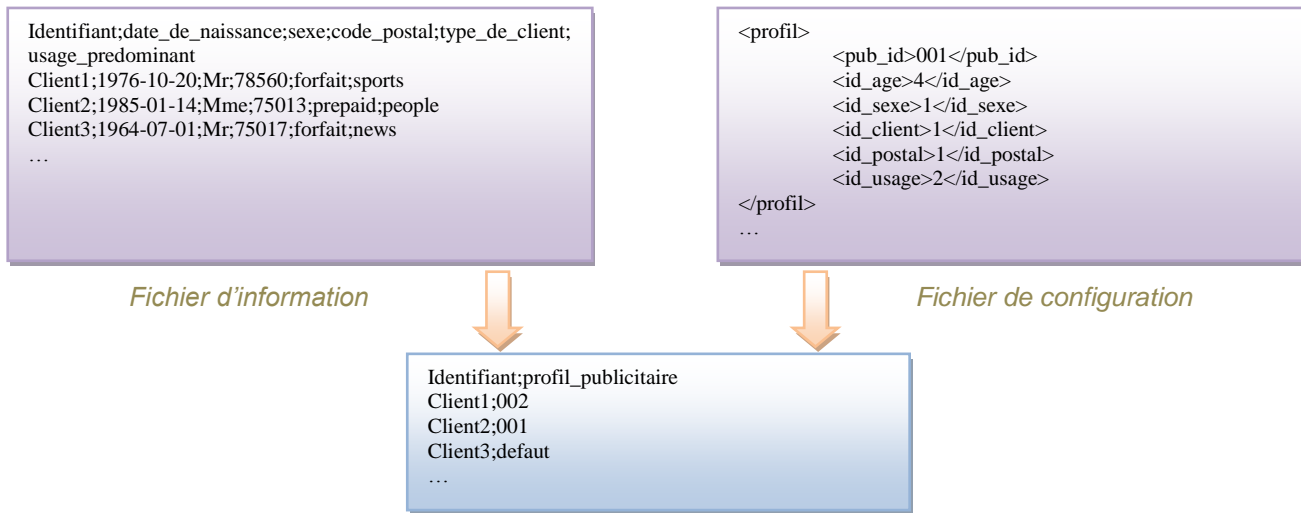 Identifiant;date_de_naissance;sexe;code_postal;type_de_client;
usage_predominant
Client1;1976-10-20;Mr;78560;forfait;sports
Client2;1985-01-14;Mme;75013;prepaid;people
Client3;1964-07-01;Mr;75017;forfait;news
…
<profil>
<pub_id>001</pub_id>
<id_age>4</id_age>
<id_sexe>1</id_sexe>
<id_client>1</id_client>
<id_postal>1</id_postal>
<id_usage>2</id_usage>
</profil>
…
Fichier d’information
Fichier de configuration
Identifiant;profil_publicitaire
Client1;002
Client2;001
Client3;defaut
…